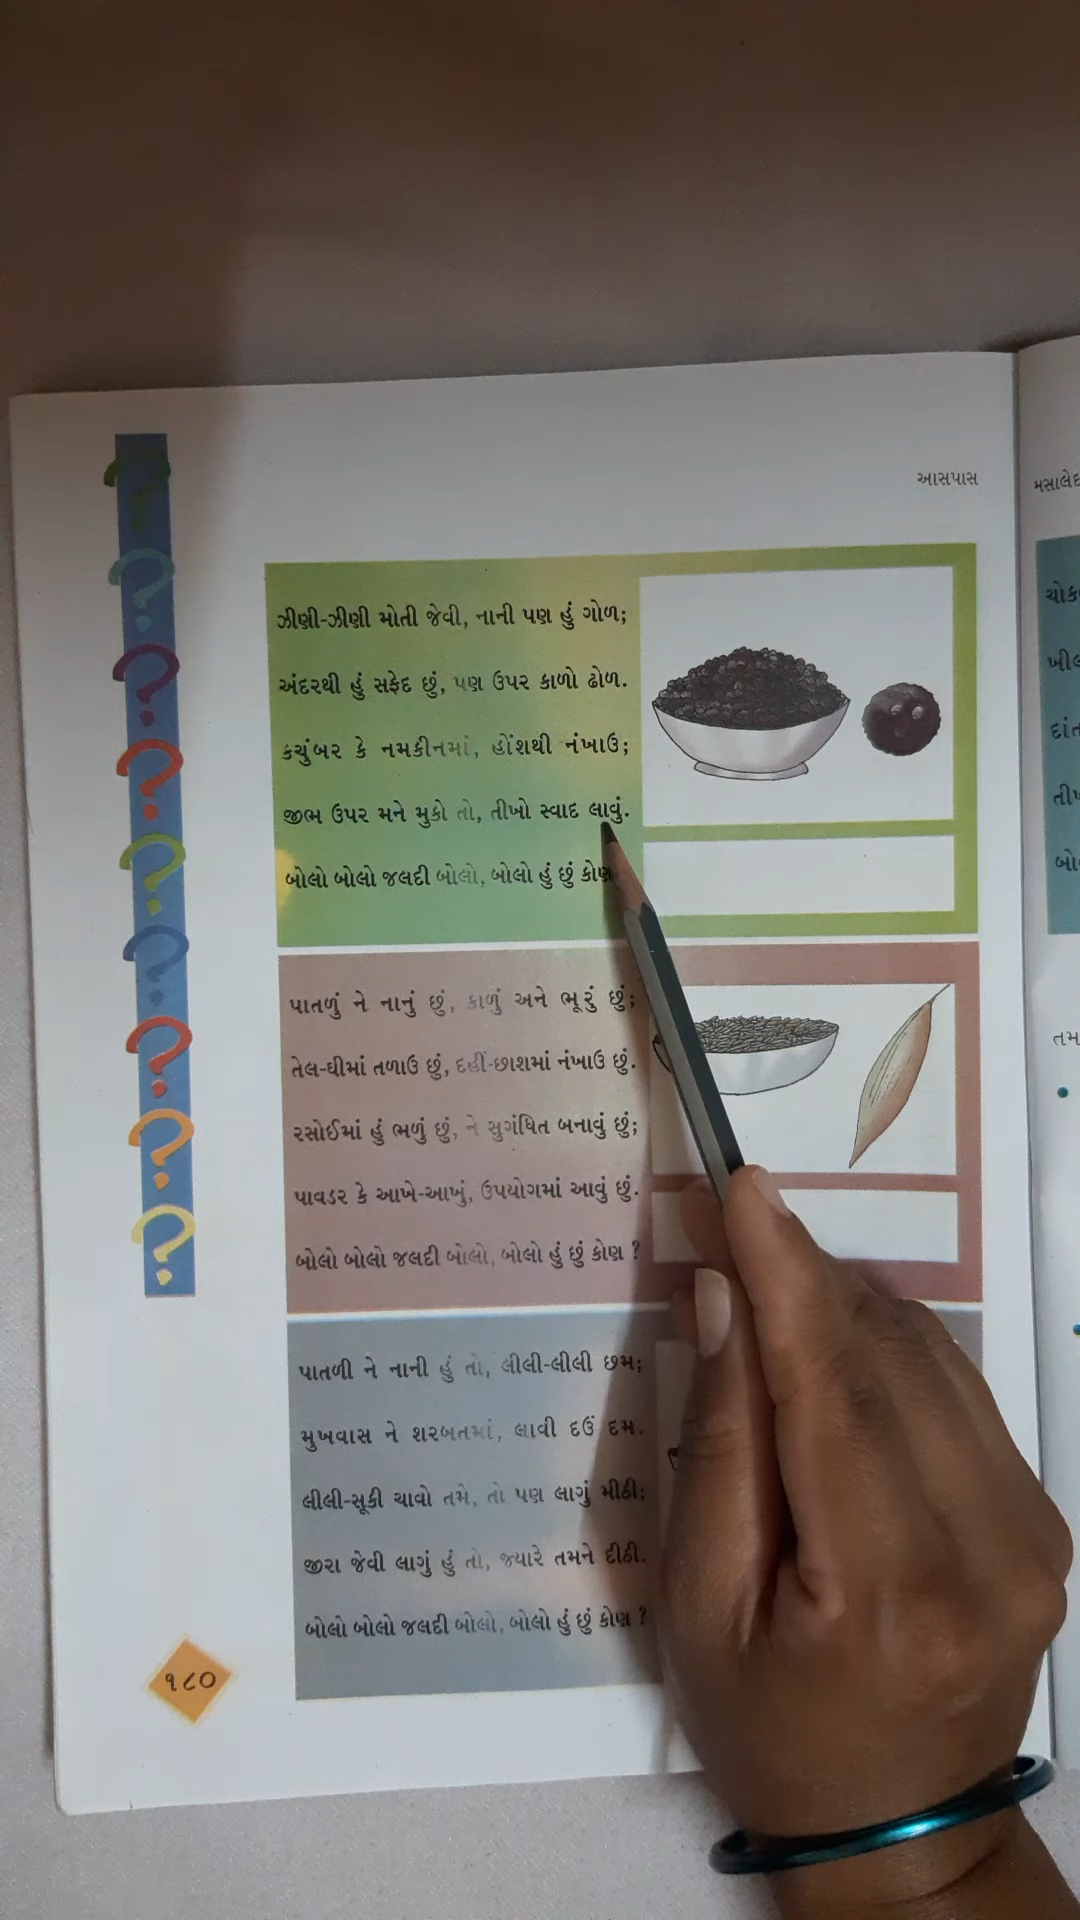 આસપાસ
ઝીણી-ઝીણી મોતી જેવી, નાની પણ હું ગોળ;
અંદરથી હું સફેદ છું, પણ ઉપર કાળો ઢોળ.
કચુંબર કે નમકીનમાં, હોંશથી નંખાઉ;
જીભ ઉપર મને મુકો તો, તીખો સ્વાદ લાવું.
બોલો બોલો જલદી બોલો, બોલો હું છું કોણ
પાતળું ને નાનું છું, કાળું અને ભૂરું છું;
તેલ-ઘીમાં તળાઉ છું, દહીં-છાશમાં નંખાઉ છું.
રસોઈમાં હું ભળું છું, ને સુગંધિત બનાવું છું;
પાવડર કે આખે-આખું, ઉપયોગમાં આવું છું.
બોલો બોલો જલદી બોલો, બોલો હું છું કોણ ?
પાતળી ને નાની હું તો, લીલી-લીલી છમ;
મુખવાસ ને શરબતમાં, લાવી દઉં દમ.
લીલી-સૂકી ચાવો તમે, તો પણ લાગું મીઠી;
જીરા જેવી લાગું હું તો, જ્યારે તમને દીઠી.
બોલો બોલો જલદી બોલો, બોલો હું છું કોણ ?
૧૮૦